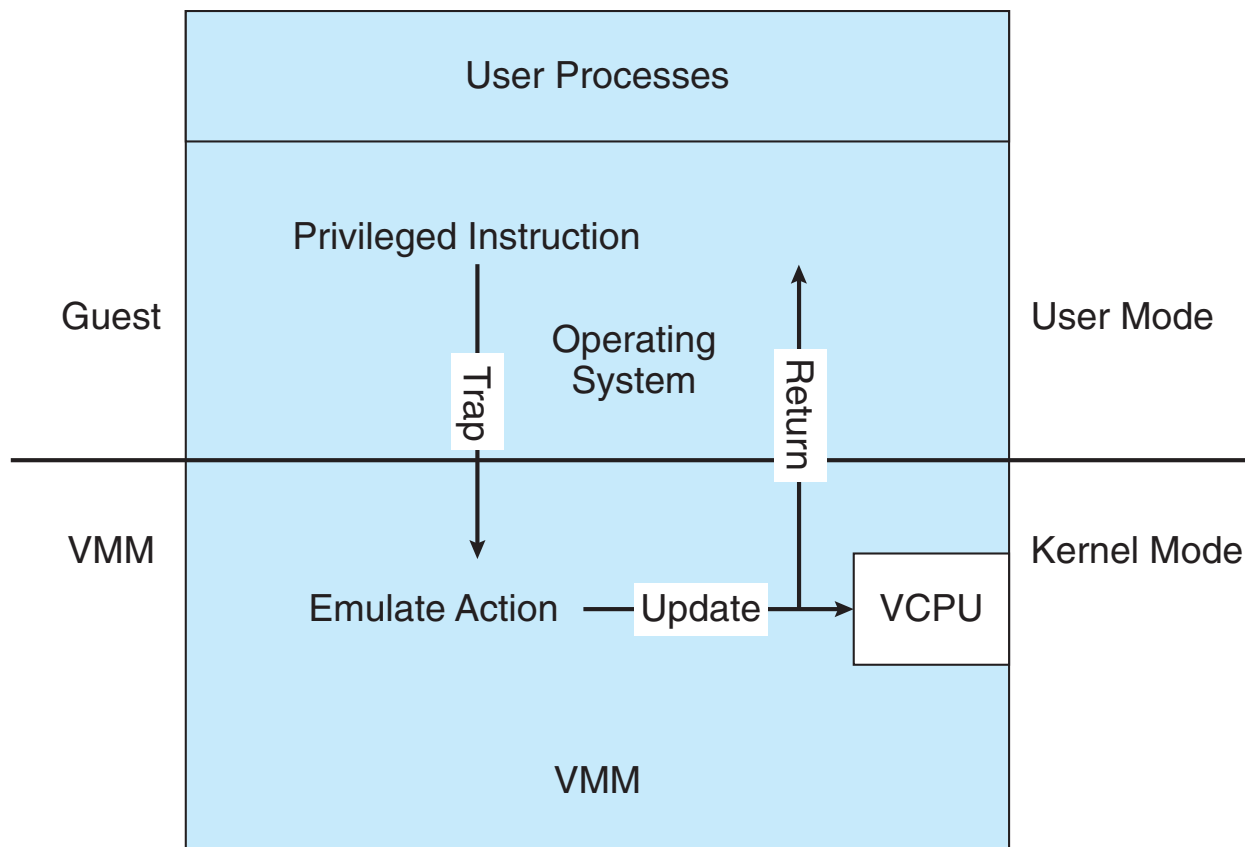 User Processes
Privileged Instruction
Guest
User Mode
Operating
System
Trap
Return
VMM
Kernel Mode
Emulate Action
Update
VCPU
VMM